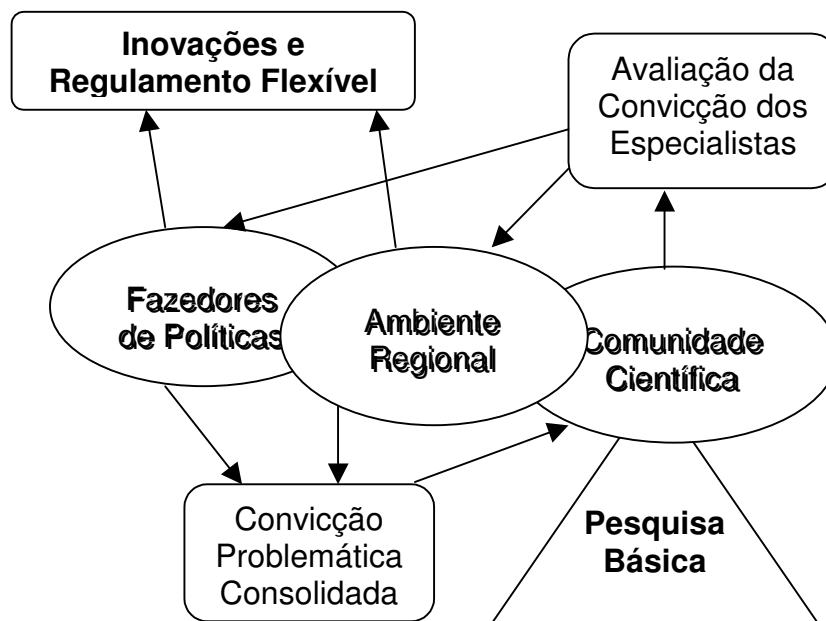 Inovações e
Regulamento Flexível
Avaliação da
Convicção dos
Especialistas
Fazedores
de Políticas
Ambiente
Regional
Comunidade
Científica
Convicção
Problemática
Consolidada
Pesquisa
Básica